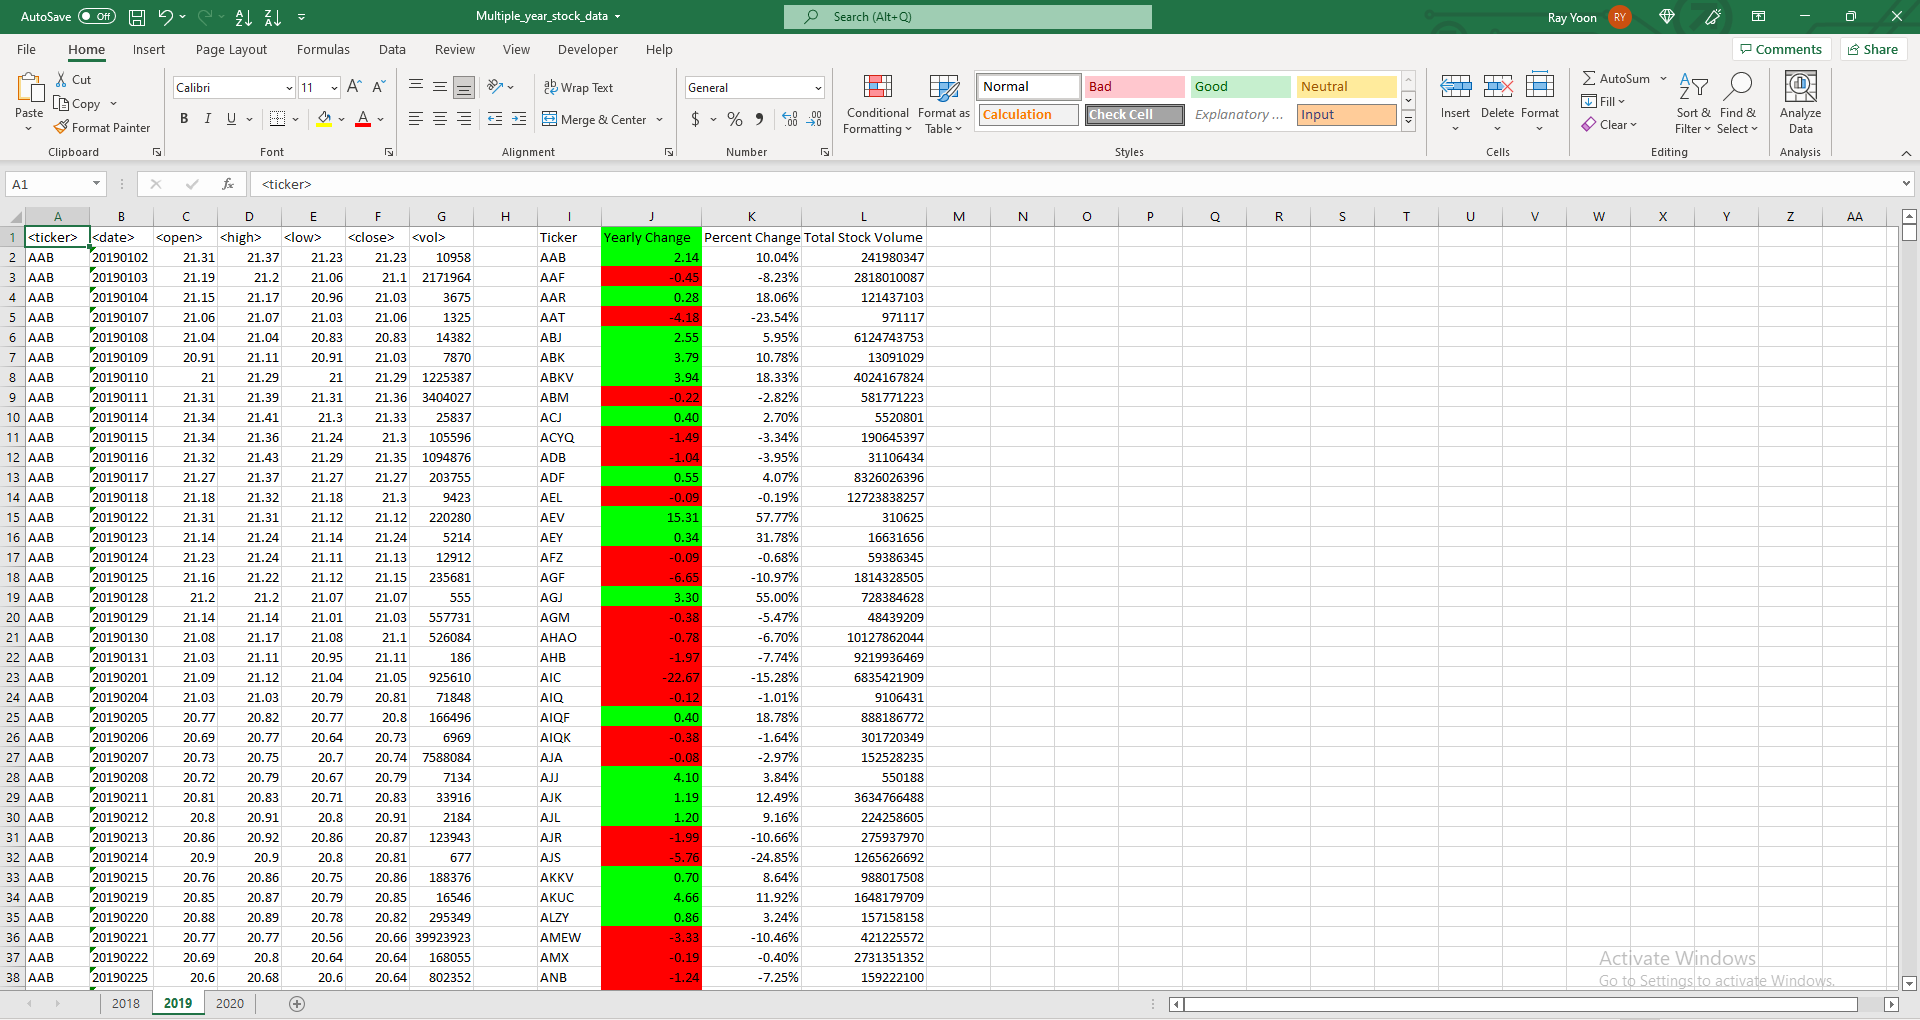 AutoSave Off Multiple_year_stock_data Search (Alt+Q) Ray Yoon RY
File Home Insert Page Layout Formulas Data Review View Developer Help Comments Share
Paste Cut Copy Format Painter
Calibri 11 B I U A A A
Wrap Text Merge & Center
General $ % 9
Conditional Formatting Format as Table
Normal Bad Good Neutral
Calculation Check Cell Explanatory ... Input
Insert Delete Format
AutoSum Fill Clear Sort & Filter Find & Select
Analyze Data
Clipboard Font Alignment Number Styles Cells Editing Analysis
A1 fx <ticker>
A B C D E F G H I J K L M N O P Q R S T U V W X Y Z AA
1 <ticker> <date> <open> <high> <low> <close> <vol> Ticker Yearly Change Percent Change Total Stock Volume
2 AAB 20190102 21.31 21.37 21.23 21.23 10958 AAB 2.14 10.04% 241980347
3 AAB 20190103 21.19 21.2 21.06 21.1 2171964 AAF -0.45 -8.23% 2818010087
4 AAB 20190104 21.15 21.17 20.96 21.03 3675 AAR 0.28 18.06% 121437103
5 AAB 20190107 21.06 21.07 21.03 21.06 1325 AAT -4.18 -23.54% 971117
6 AAB 20190108 21.04 21.04 20.83 20.83 14382 ABJ 2.55 5.95% 6124743753
7 AAB 20190109 20.91 21.11 20.91 21.03 7870 ABK 3.79 10.78% 13091029
8 AAB 20190110 21 21.29 21 21.29 1225387 ABKV 3.94 18.33% 4024167824
9 AAB 20190111 21.31 21.39 21.31 21.36 3404027 ABM -0.22 -2.82% 581771223
10 AAB 20190114 21.34 21.41 21.3 21.33 25837 ACJ 0.40 2.70% 5520801
11 AAB 20190115 21.34 21.36 21.24 21.3 105596 ACYQ -1.49 -3.34% 190645397
12 AAB 20190116 21.32 21.43 21.29 21.35 1094876 ADB -1.04 -3.95% 31106434
13 AAB 20190117 21.27 21.37 21.27 21.27 203755 ADF 0.55 4.07% 8326026396
14 AAB 20190118 21.18 21.32 21.18 21.3 9423 AEL -0.09 -0.19% 12723838257
15 AAB 20190122 21.31 21.31 21.12 21.12 220280 AEV 15.31 57.77% 310625
16 AAB 20190123 21.14 21.24 21.14 21.24 5214 AEY 0.34 31.78% 16631656
17 AAB 20190124 21.23 21.24 21.11 21.13 12912 AFZ -0.09 -0.68% 59386345
18 AAB 20190125 21.16 21.22 21.12 21.15 235681 AGF -6.65 -10.97% 1814328505
19 AAB 20190128 21.2 21.2 21.07 21.07 555 AGJ 3.30 55.00% 728384628
20 AAB 20190129 21.14 21.14 21.01 21.03 557731 AGM -0.38 -5.47% 48439209
21 AAB 20190130 21.08 21.17 21.08 21.1 526084 AHAO -0.78 -6.70% 10127862044
22 AAB 20190131 21.03 21.11 20.95 21.11 186 AHB -1.97 -7.74% 9219936469
23 AAB 20190201 21.09 21.12 21.04 21.05 925610 AIC -22.67 -15.28% 6835421909
24 AAB 20190204 21.03 21.03 20.79 20.81 71848 AIQ -0.12 -1.01% 9106431
25 AAB 20190205 20.77 20.82 20.77 20.8 166496 AIQF 0.40 18.78% 888186772
26 AAB 20190206 20.69 20.77 20.64 20.73 6969 AIQK -0.38 -1.64% 301720349
27 AAB 20190207 20.73 20.75 20.7 20.74 7588084 AJA -0.08 -2.97% 152528235
28 AAB 20190208 20.72 20.79 20.67 20.79 7134 AJJ 4.10 3.84% 550188
29 AAB 20190211 20.81 20.83 20.71 20.83 33916 AJK 1.19 12.49% 3634766488
30 AAB 20190212 20.8 20.91 20.8 20.91 2184 AJL 1.20 9.16% 224258605
31 AAB 20190213 20.86 20.92 20.86 20.87 123943 AJR -1.99 -10.66% 275937970
32 AAB 20190214 20.9 20.9 20.8 20.81 677 AJS -5.76 -24.85% 1265626692
33 AAB 20190215 20.76 20.86 20.75 20.86 188376 AKKV 0.70 8.64% 988017508
34 AAB 20190219 20.85 20.87 20.79 20.85 16546 AKUC 4.66 11.92% 1648179709
35 AAB 20190220 20.88 20.89 20.78 20.82 295349 ALZY 0.86 3.24% 157158158
36 AAB 20190221 20.77 20.77 20.56 20.66 39923923 AMEW -3.33 -10.46% 421225572
37 AAB 20190222 20.69 20.8 20.64 20.64 168055 AMX -0.19 -0.40% 2731351352
38 AAB 20190225 20.6 20.68 20.6 20.64 802352 ANB -1.24 -7.25% 159222100
Activate Windows
Go to Settings to activate Windows.
2018 2019 2020